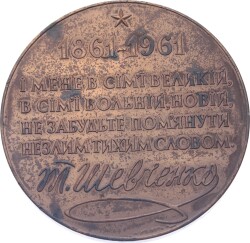 1861-1961
І МЕНЕ В СІМ'Ї ВЕЛИКІЙ,
В СІМ'Ї ВОЛЬНІЙ, НОВІЙ,
НЕ ЗАБУДЬТЕ ПОМ'ЯНУТИ
НЕЗЛИМ ТИХИМ СЛОВОМ.
Т. Шевченко